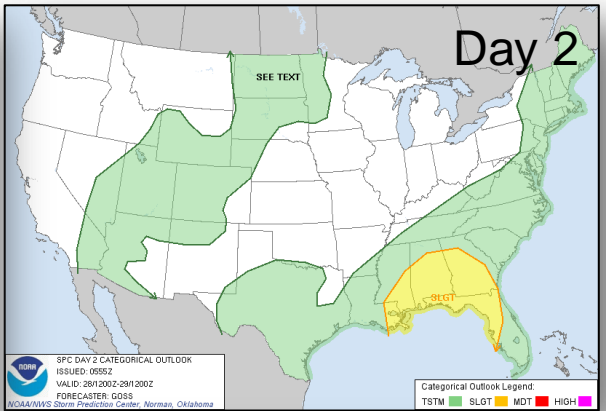 Day 2
SEE TEXT
SLGT
NOAA
SPC DAY 2 CATEGORICAL OUTLOOK
ISSUED: 0555Z
VALID: 28/1200Z-29/1200Z
FORECASTER: GOSS
NOAA/NWS Storm Prediction Center, Norman, Oklahoma
Categorical Outlook Legend:
TSTM SLGT MDT HIGH